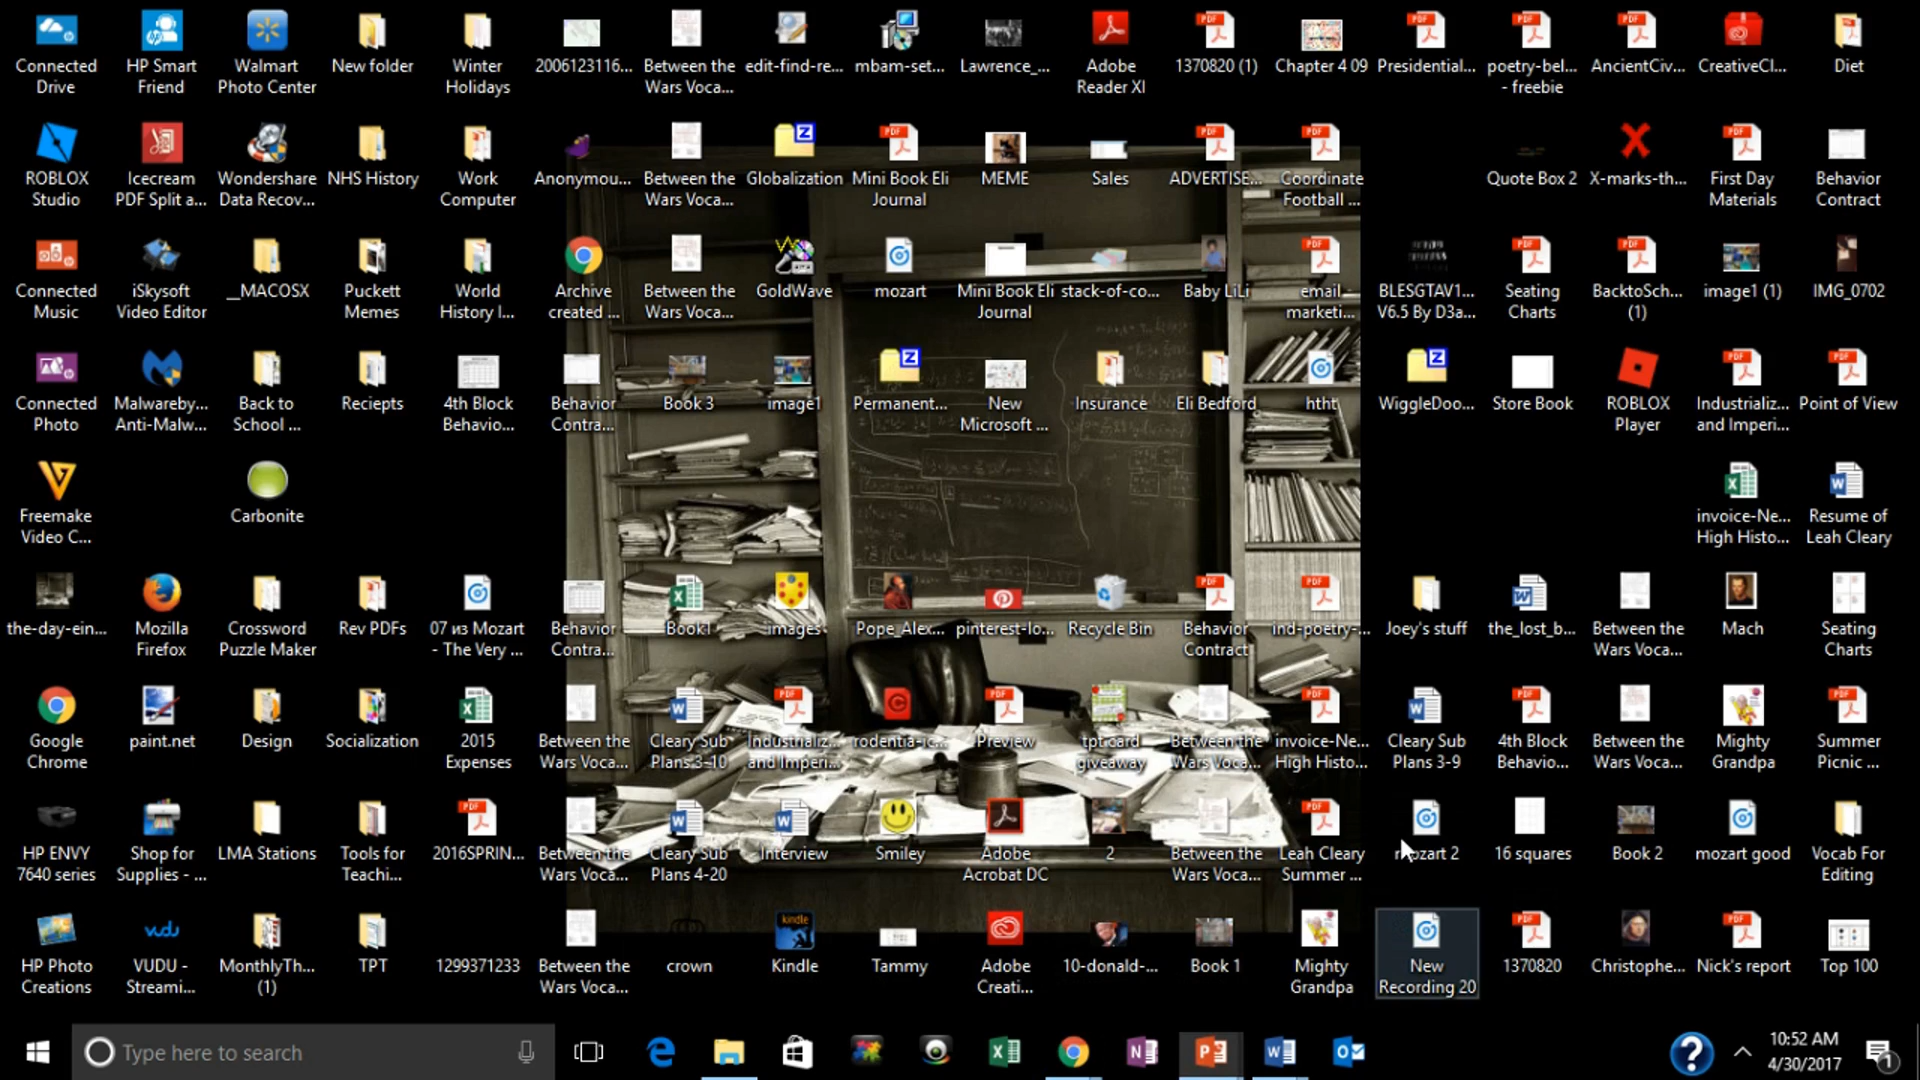 Connected
Drive
HP Smart
Friend
Walmart
Photo Center
New folder
Winter
Holidays
2006123116...
Between the
Wars Voca...
edit-find-re...
mbam-set...
Lawrence_...
Adobe
Reader XI
1370820 (1)
Chapter 4 09
Presidential...
poetry-bel...
- freebie
AncientCiv...
CreativeCl...
Diet
ROBLOX
Studio
Icecream
PDF Split a...
Wondershare
Data Recov...
NHS History
Work
Computer
Anonymou...
Between the
Wars Voca...
Globalization
Mini Book Eli
Journal
MEME
Sales
ADVERTISE...
Coordinate
Football ...
Quote Box 2
X-marks-th...
First Day
Materials
Behavior
Contract
Connected
Music
iSkysoft
Video Editor
__MACOSX
Puckett
Memes
World
History I...
Archive
created ...
Between the
Wars Voca...
GoldWave
mozart
Mini Book Eli
Journal
stack-of-co...
Baby LiLi
email
marketi...
BLESGTAV1...
V6.5 By D3a...
Seating
Charts
BacktoSch...
(1)
image1 (1)
IMG_0702
Connected
Photo
Malwareby...
Anti-Malw...
Back to
School ...
Reciepts
4th Block
Behavio...
Behavior
Contra...
Book 3
image1
Permanent...
New
Microsoft ...
Insurance
Eli Bedford
htht
WiggleDoo...
Store Book
ROBLOX
Player
Industrializ...
and Imperi...
Point of View
Freemake
Video C...
Carbonite
invoice-Ne...
High Histo...
Resume of
Leah Cleary
the-day-ein...
Mozilla
Firefox
Crossword
Puzzle Maker
Rev PDFs
07 из Mozart
- The Very ...
Behavior
Contra...
Book1
images
Pope_Alex...
pinterest-lo...
Recycle Bin
Behavior
Contract
ind-poetry-...
Joey's stuff
the_lost_b...
Between the
Wars Voca...
Mach
Seating
Charts
Google
Chrome
paint.net
Design
Socialization
2015
Expenses
Between the
Wars Voca...
Cleary Sub
Plans 3-10
Industrializ...
and Imperi...
rodentia-ic...
Preview
tpt card
giveaway
Between the
Wars Voca...
invoice-Ne...
High Histo...
Cleary Sub
Plans 3-9
4th Block
Behavio...
Between the
Wars Voca...
Mighty
Grandpa
Summer
Picnic ...
HP ENVY
7640 series
Shop for
Supplies - ...
LMA Stations
Tools for
Teachi...
2016SPRIN...
Between the
Wars Voca...
Cleary Sub
Plans 4-20
Interview
Smiley
Adobe
Acrobat DC
2
Between the
Wars Voca...
Leah Cleary
Summer ...
mozart 2
16 squares
Book 2
mozart good
Vocab For
Editing
HP Photo
Creations
VUDU -
Streami...
MonthlyTh...
(1)
TPT
1299371233
Between the
Wars Voca...
crown
Kindle
Tammy
Adobe
Creati...
10-donald-...
Book 1
Mighty
Grandpa
New
Recording 20
1370820
Christophe...
Nick's report
Top 100
Type here to search
10:52 AM
4/30/2017
1